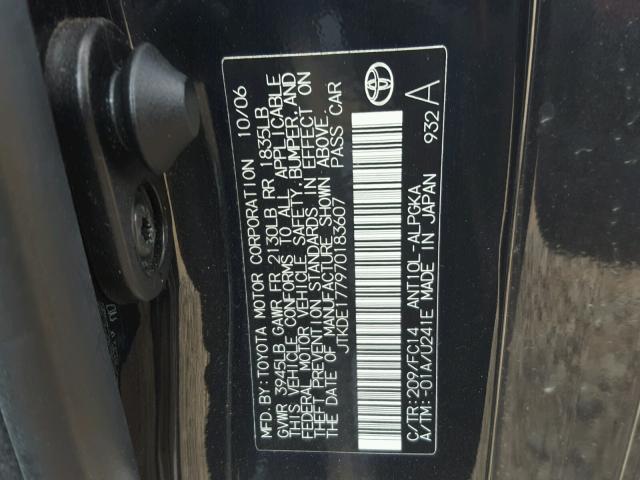 MFD. BY: TOYOTA MOTOR CORPORATION 10/06
GVWR 3945LB GAWR FR 2130LB RR 1835LB
THIS VEHICLE CONFORMS TO ALL APPLICABLE
FEDERAL MOTOR VEHICLE SAFETY, BUMPER, AND
THEFT PREVENTION STANDARDS IN EFFECT ON
THE DATE OF MANUFACTURE SHOWN ABOVE.
JTKDE177970183607 PASS CAR
C/TR: 209/FC14 ANT10L-ALPGKA 932 A
A/TM: -01A/U241E MADE IN JAPAN